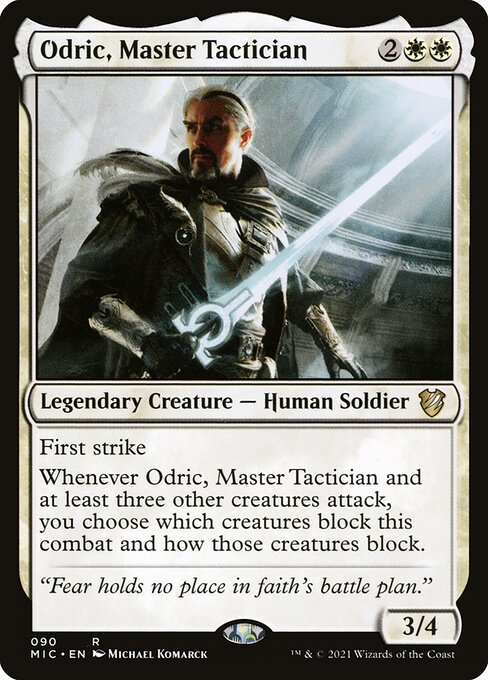 Odric, Master Tactician 2
Legendary Creature — Human Soldier
First strike
Whenever Odric, Master Tactician and
at least three other creatures attack,
you choose which creatures block this
combat and how those creatures block.
“Fear holds no place in faith’s battle plan.”
3/4
090 R
MIC • EN Michael Komarck ™ & © 2021 Wizards of the Coast